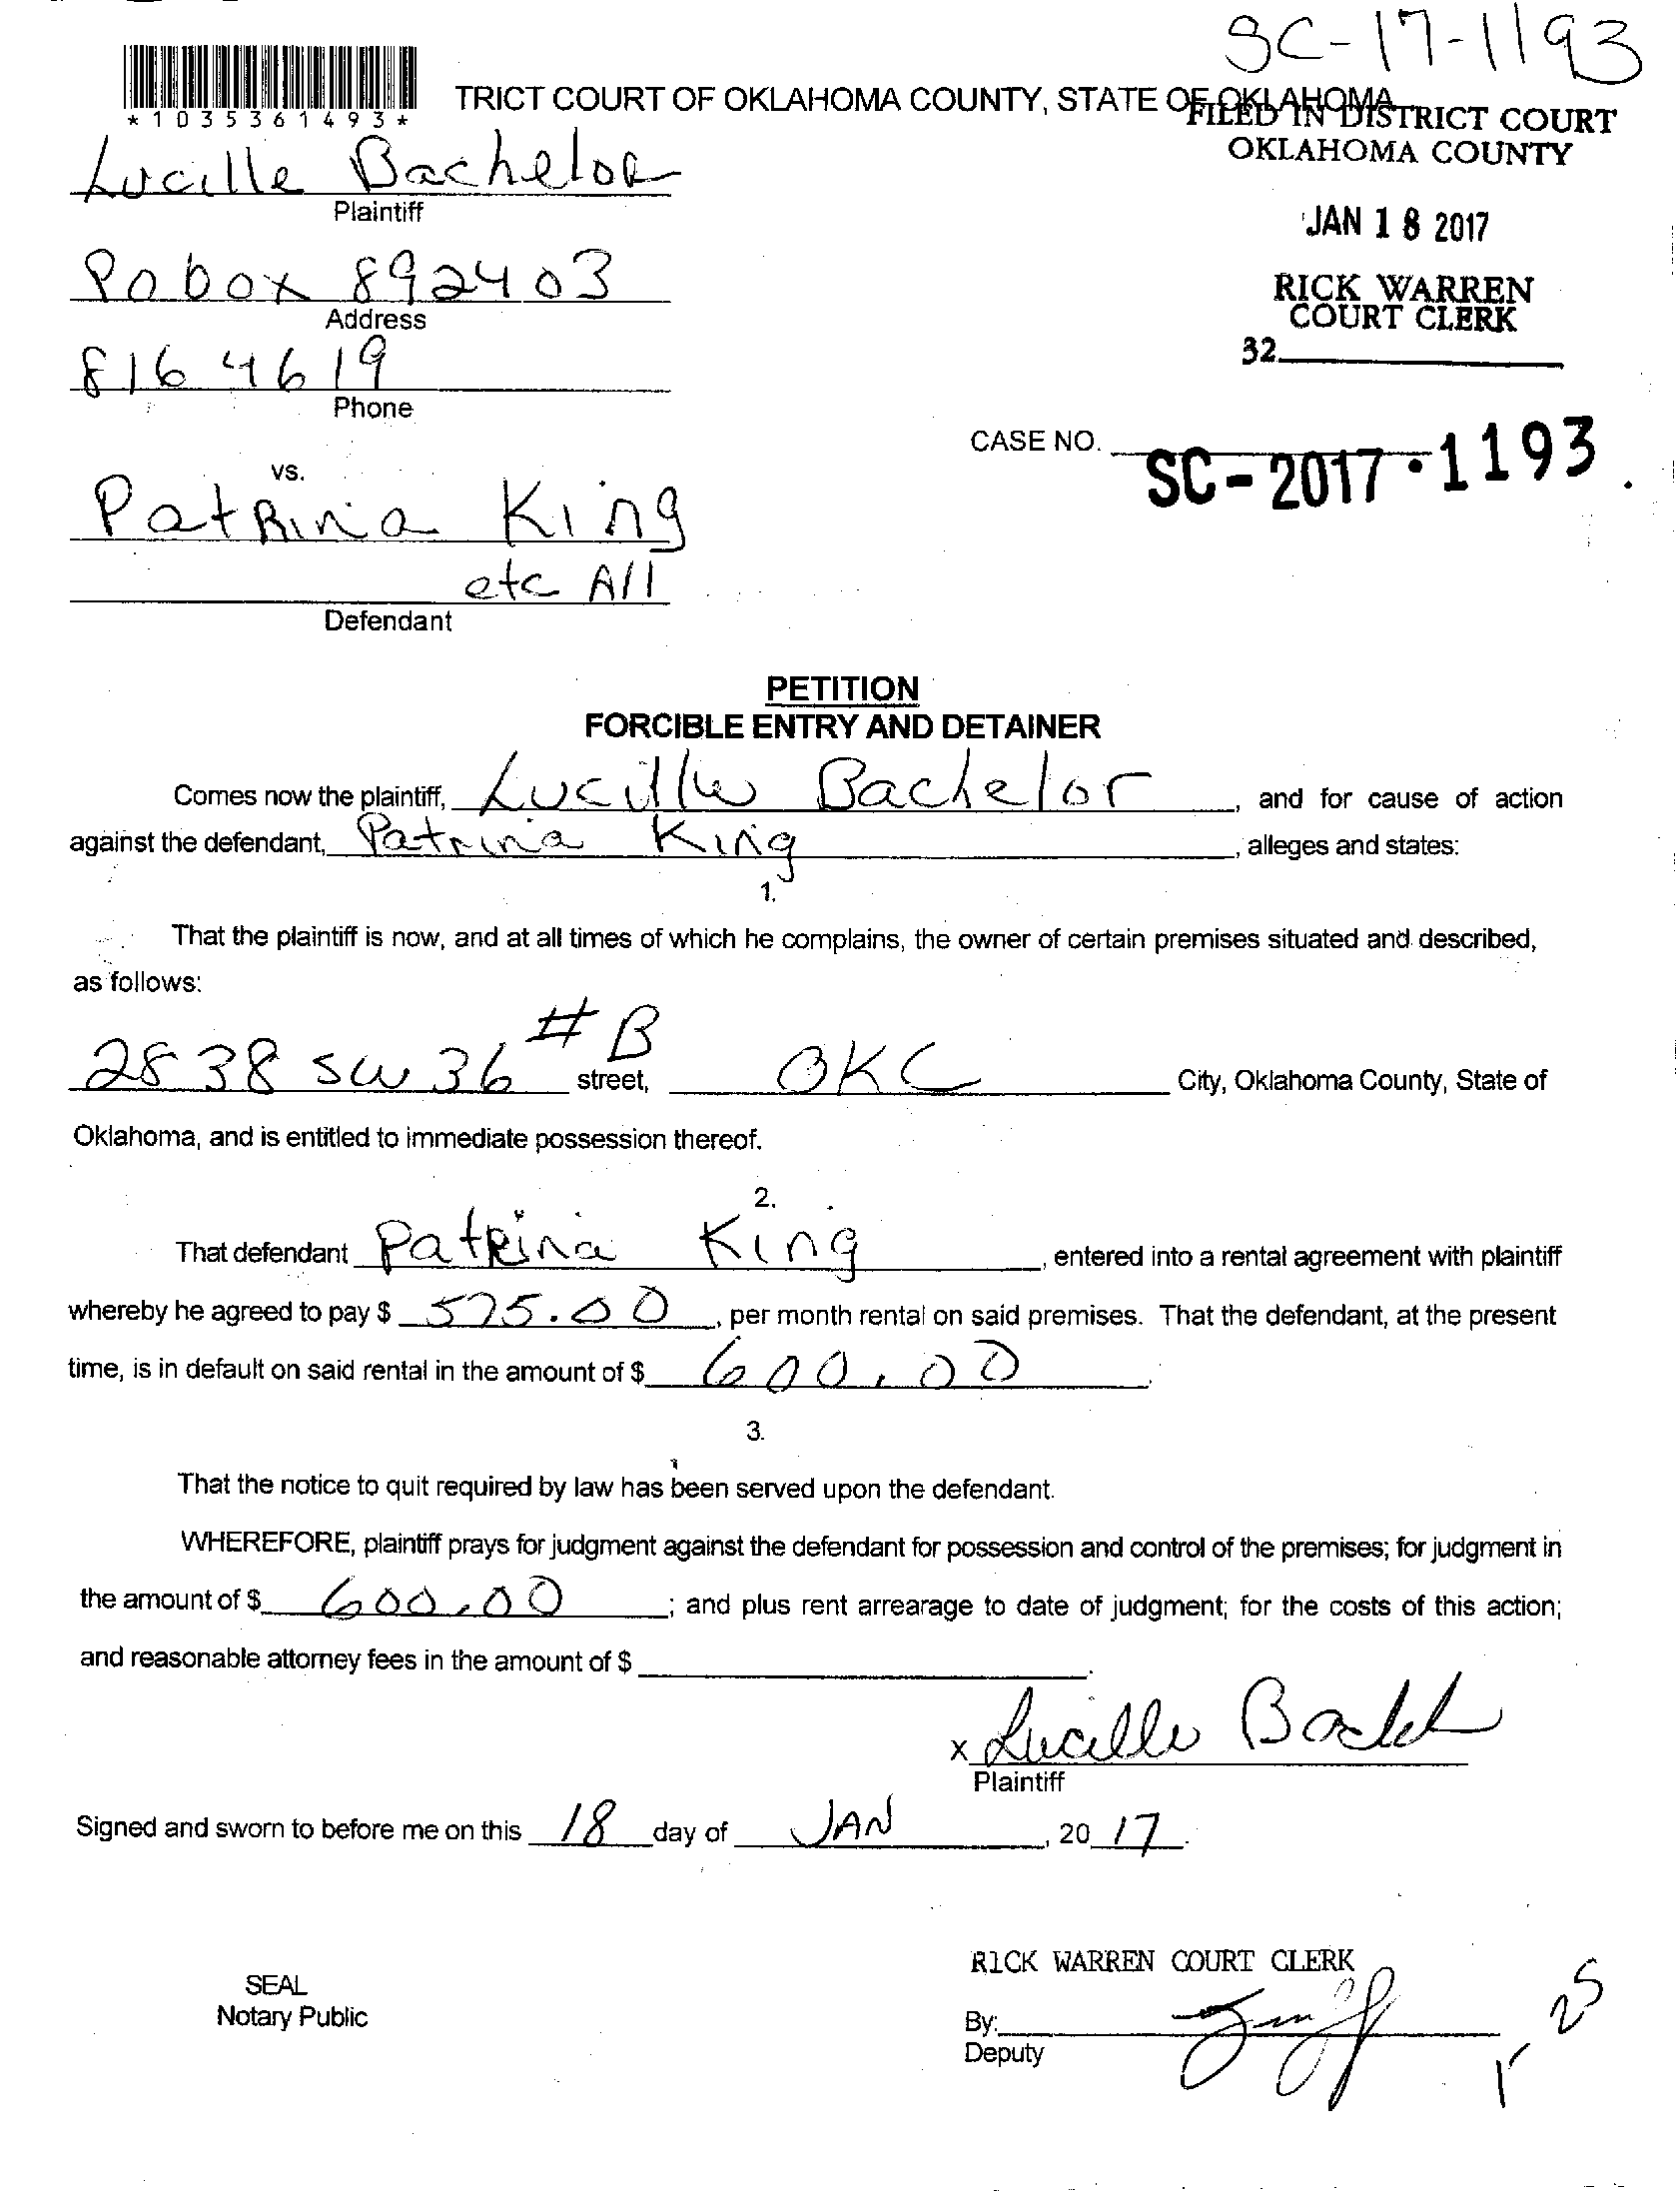 SC-17-1193
*1035361493*
TRICT COURT OF OKLAHOMA COUNTY, STATE OF OKLAHOMA
FILED IN DISTRICT COURT
OKLAHOMA COUNTY
Lucille Bachelor
Plaintiff
JAN 18 2017
Pobox 892403
Address
RICK WARREN
COURT CLERK
32
816 4619
Phone
CASE NO. SC-2017-1193
vs.
Patrina King
etc All
Defendant
PETITION
FORCIBLE ENTRY AND DETAINER
Comes now the plaintiff, Lucille Bachelor, and for cause of action
against the defendant, Patrina King, alleges and states:
1.
That the plaintiff is now, and at all times of which he complains, the owner of certain premises situated and described,
as follows:
2838 SW 36 #B street, OKC City, Oklahoma County, State of
Oklahoma, and is entitled to immediate possession thereof.
2.
That defendant Patrina King, entered into a rental agreement with plaintiff
whereby he agreed to pay $ 575.00, per month rental on said premises. That the defendant, at the present
time, is in default on said rental in the amount of $ 600.00.
3.
That the notice to quit required by law has been served upon the defendant.
WHEREFORE, plaintiff prays for judgment against the defendant for possession and control of the premises; for judgment in
the amount of $ 600.00; and plus rent arrearage to date of judgment; for the costs of this action;
and reasonable attorney fees in the amount of $ .
x Lucille
Plaintiff
Signed and sworn to before me on this 18 day of JAN, 20 17.
RICK WARREN COURT CLERK
SEAL
Notary Public
By:
Deputy